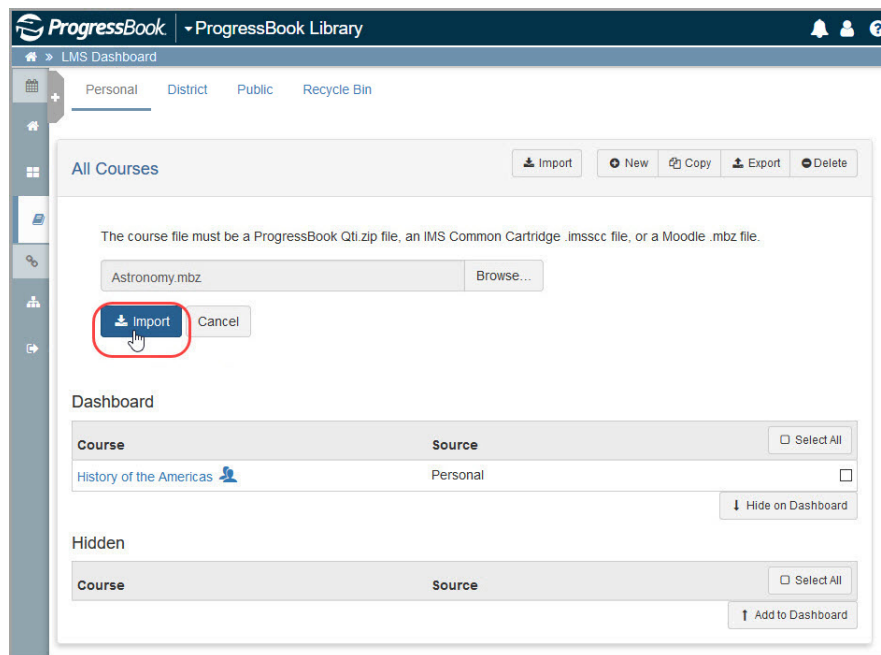 ProgressBook ProgressBook Library
» LMS Dashboard
Personal District Public Recycle Bin
All Courses Import New Copy Export Delete
The course file must be a ProgressBook Qti.zip file, an IMS Common Cartridge .imsscc file, or a Moodle .mbz file.
Astronomy.mbz Browse...
Import Cancel
Dashboard
Course Source Select All
History of the Americas Personal
Hide on Dashboard
Hidden
Course Source Select All
Add to Dashboard